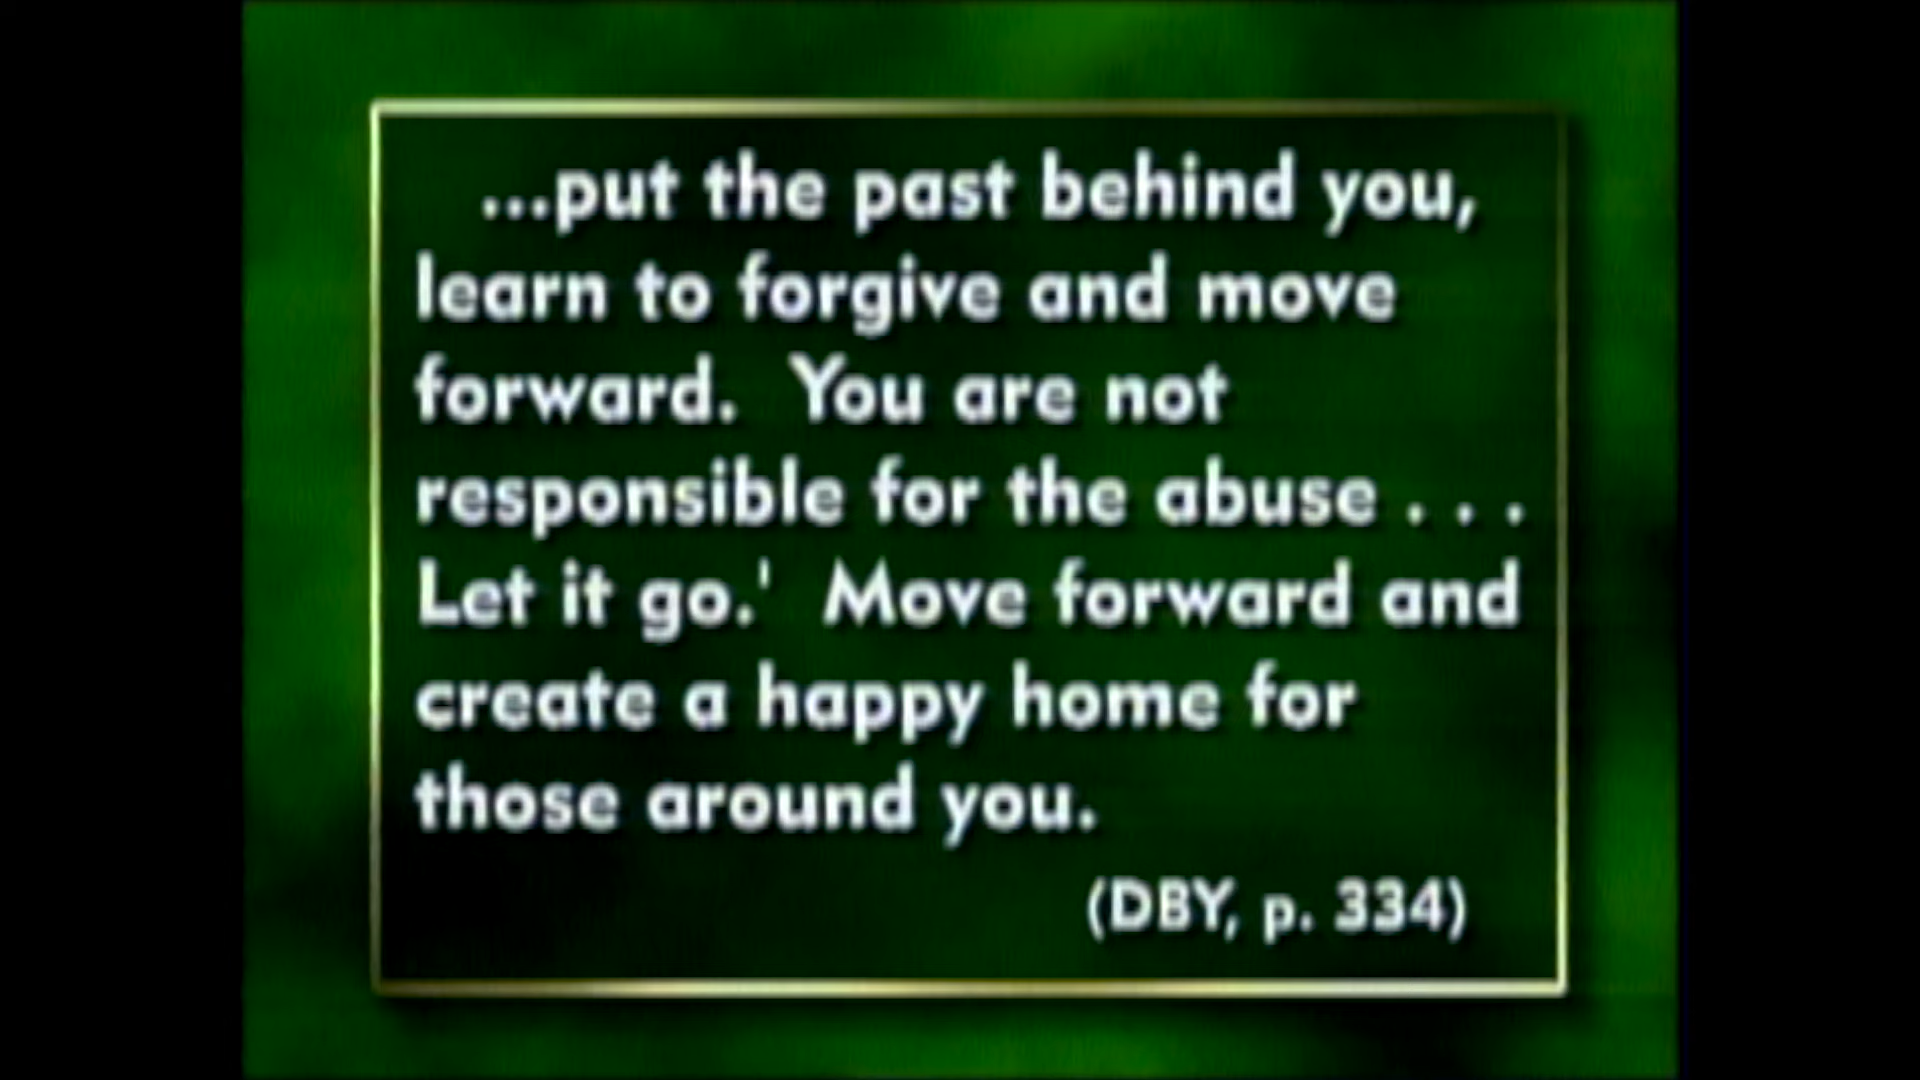 ...put the past behind you,
learn to forgive and move
forward. You are not
responsible for the abuse . . .
Let it go.' Move forward and
create a happy home for
those around you.
(DBY, p. 334)